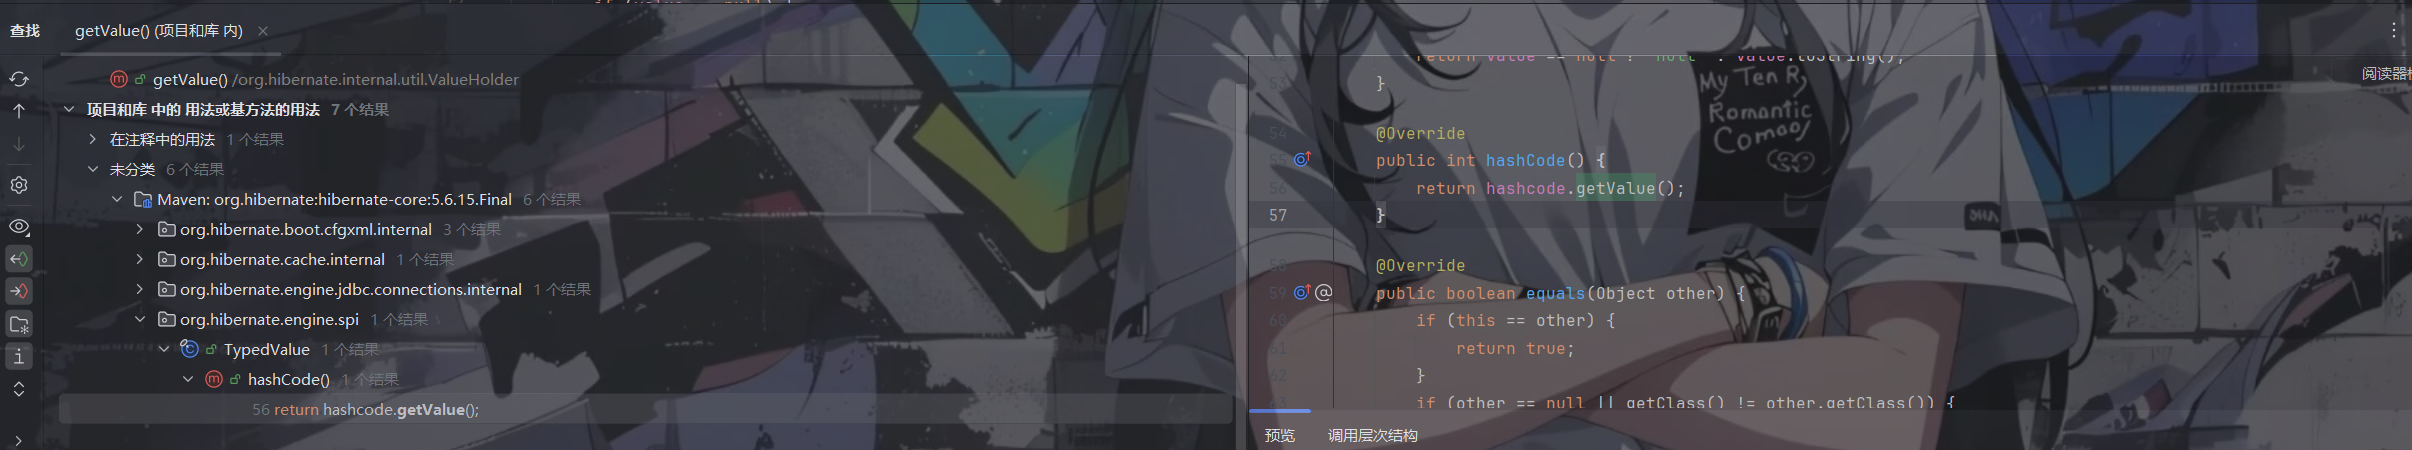 查找
getValue() (项目和库 内)
getValue() /org.hibernate.internal.util.ValueHolder
项目和库 中的 用法或基方法的用法 7 个结果
在注释中的用法 1 个结果
未分类 6 个结果
Maven: org.hibernate:hibernate-core:5.6.15.Final 6 个结果
org.hibernate.boot.cfgxml.internal 3 个结果
org.hibernate.cache.internal 1 个结果
org.hibernate.engine.jdbc.connections.internal 1 个结果
org.hibernate.engine.spi 1 个结果
TypedValue 1 个结果
hashCode() 1 个结果
56 return hashcode.getValue();
return value == null ? "null" : value.toString();
53 }
54 @Override
55 public int hashCode() {
56 return hashcode.getValue();
57 }
58 @Override
59 public boolean equals(Object other) {
60 if (this == other) {
61 return true;
62 }
if (other == null || getClass() != other.getClass()) {
阅读器
My Ten R
Romantic
预览
调用层次结构